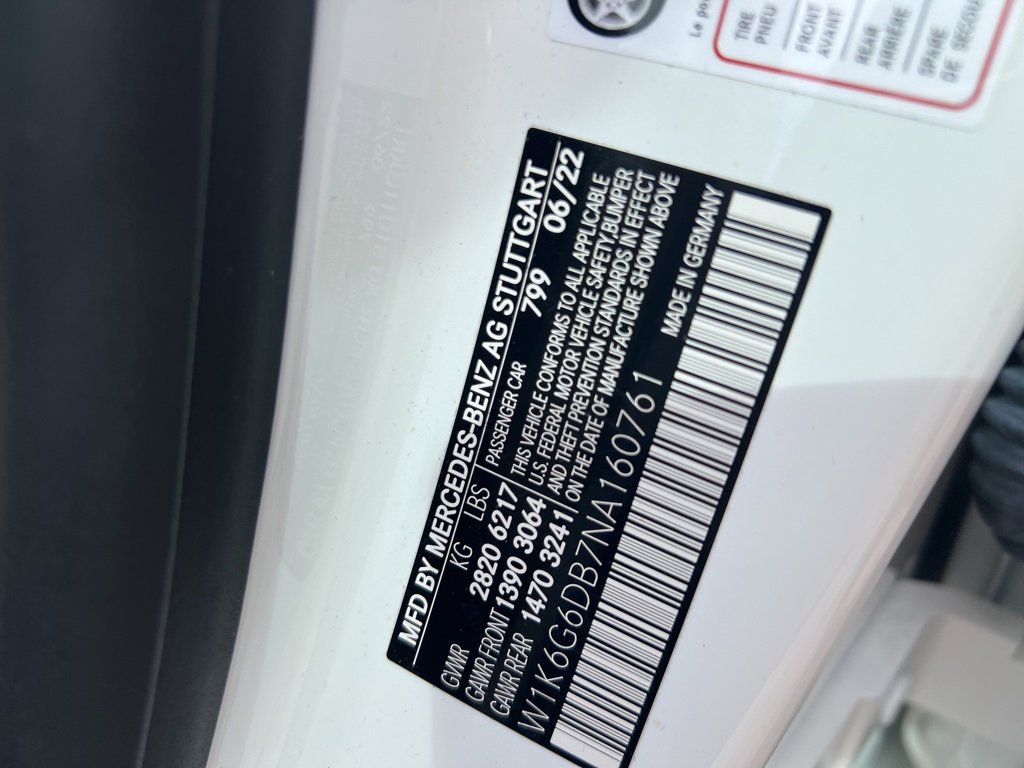 MFD BY MERCEDES-BENZ AG STUTTGART
KG LBS
799 06/22
GVWR 2820 6217
PASSENGER CAR
GAWR FRONT 1390 3064
GAWR REAR 1470 3241
THIS VEHICLE CONFORMS TO ALL APPLICABLE
U.S. FEDERAL MOTOR VEHICLE SAFETY,BUMPER
AND THEFT PREVENTION STANDARDS IN EFFECT
ON THE DATE OF MANUFACTURE SHOWN ABOVE
W1K6G6DB7NA160761
MADE IN GERMANY
TIRE
PNEU
FRONT
AVANT
REAR
ARRIÈRE
SPARE
DE SECOU